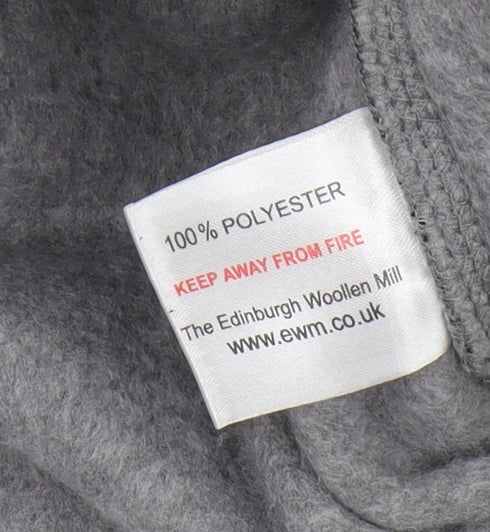 100% POLYESTER
KEEP AWAY FROM FIRE
The Edinburgh Woollen Mill
www.ewm.co.uk